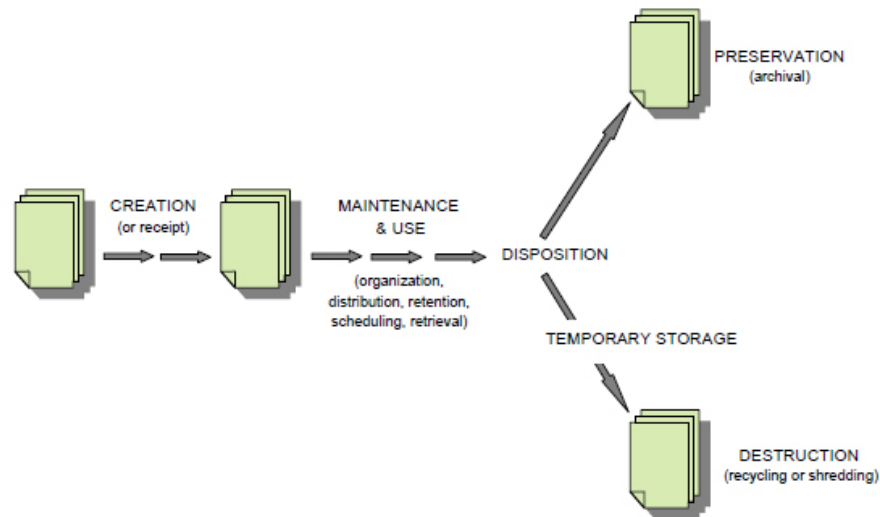 PRESERVATION
(archival)
CREATION
(or receipt)
MAINTENANCE
& USE
DISPOSITION
(organization,
distribution, retention,
scheduling, retrieval)
TEMPORARY STORAGE
DESTRUCTION
(recycling or shredding)